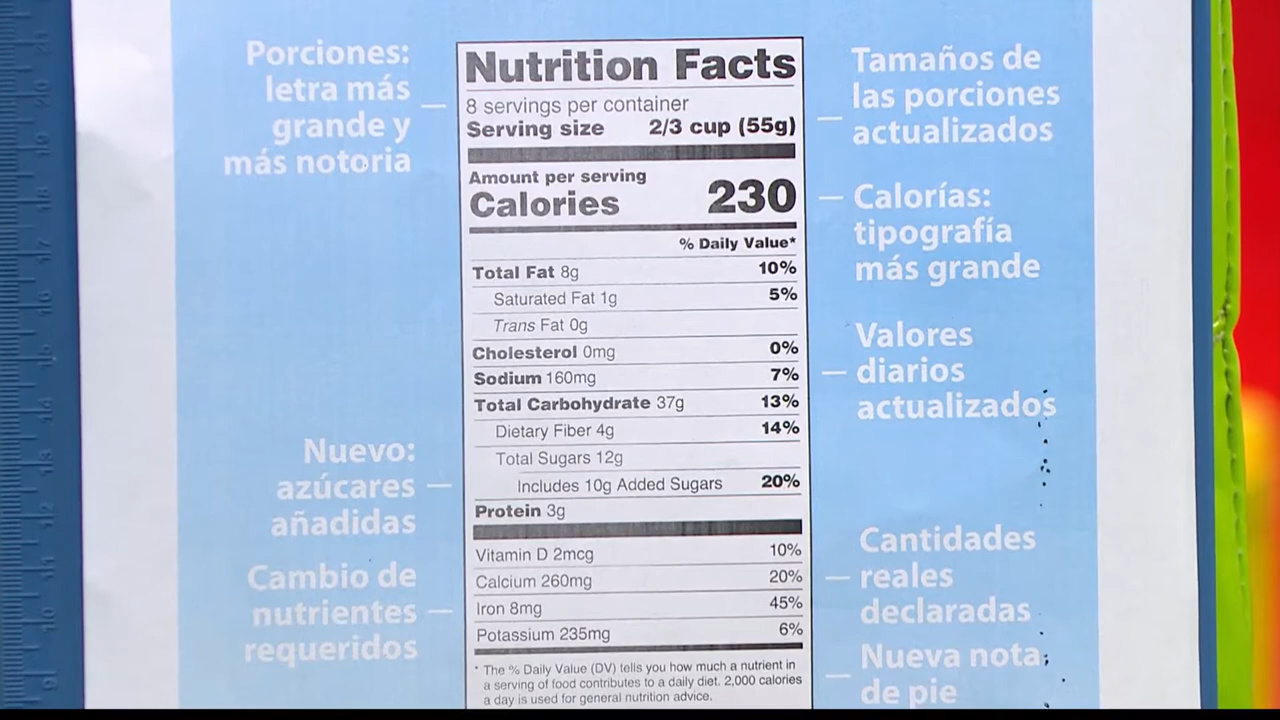 Porciones:
letra más
grande y
más notoria
Nuevo:
azúcares
añadidas
Cambio de
nutrientes
requeridos
Nutrition Facts
8 servings per container
Serving size 2/3 cup (55g)
Amount per serving
Calories 230
% Daily Value*
Total Fat 8g 10%
Saturated Fat 1g 5%
Trans Fat 0g
Cholesterol 0mg 0%
Sodium 160mg 7%
Total Carbohydrate 37g 13%
Dietary Fiber 4g 14%
Total Sugars 12g
Includes 10g Added Sugars 20%
Protein 3g
Vitamin D 2mcg 10%
Calcium 260mg 20%
Iron 8mg 45%
Potassium 235mg 6%
* The % Daily Value (DV) tells you how much a nutrient in
a serving of food contributes to a daily diet. 2,000 calories
a day is used for general nutrition advice.
Tamaños de
las porciones
actualizados
Calorías:
tipografía
más grande
Valores
diarios
actualizados
Cantidades
reales
declaradas
Nueva nota
de pie